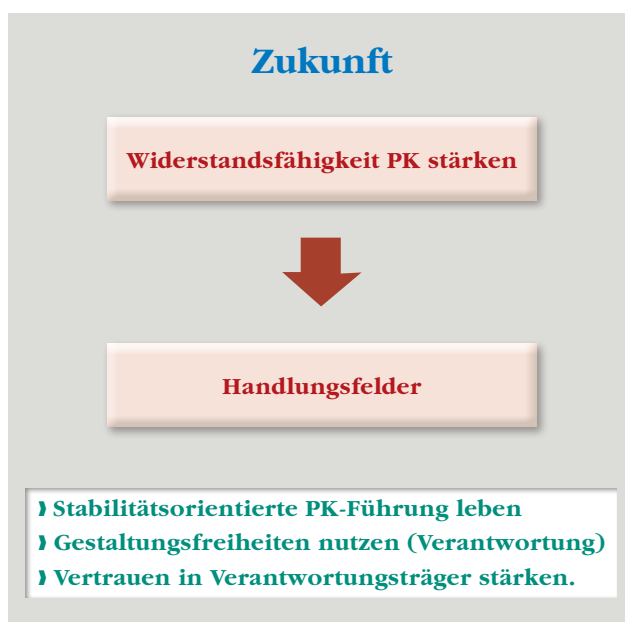 Zukunft
Widerstandsfähigkeit PK stärken
Handlungsfelder
❫ Stabilitätsorientierte PK-Führung leben
❫ Gestaltungsfreiheiten nutzen (Verantwortung)
❫ Vertrauen in Verantwortungsträger stärken.